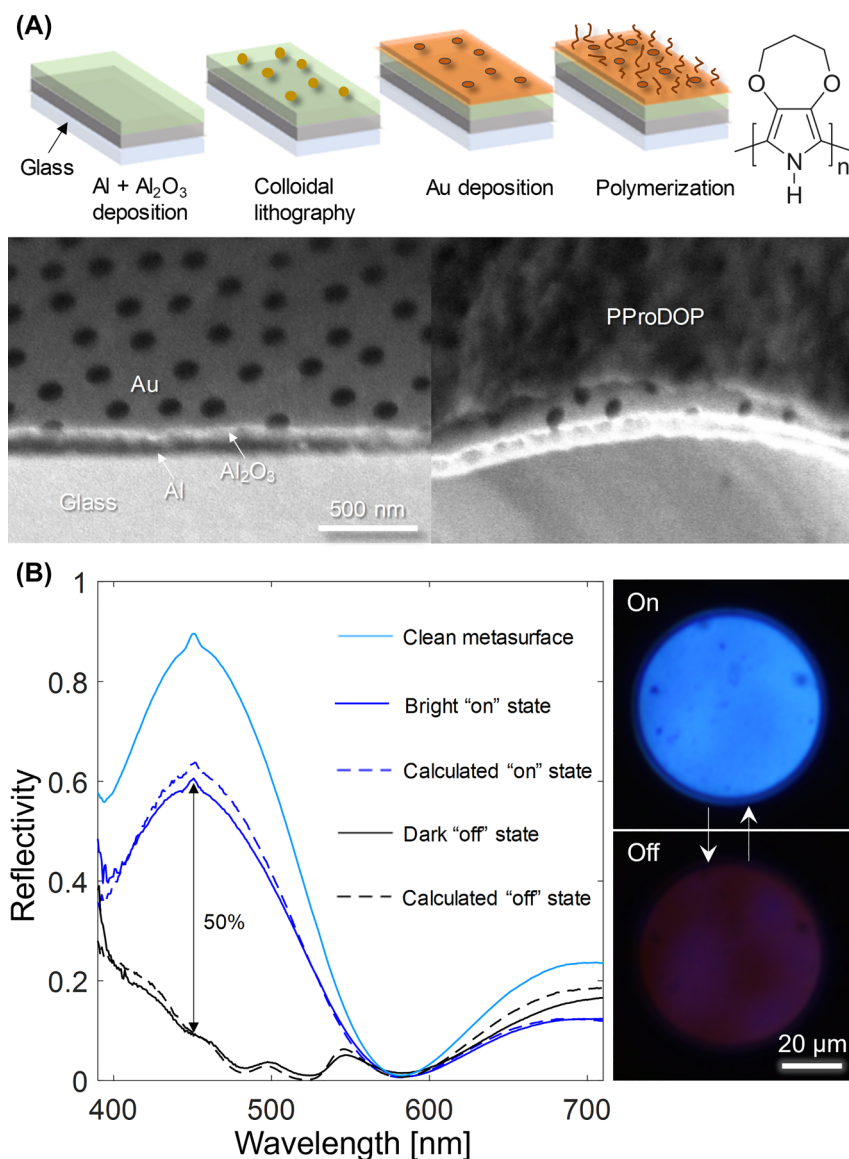 (A)
Glass
Al + Al₂O₃
deposition
Colloidal
lithography
Au deposition
Polymerization
O
O
N
H
n
Au
Al₂O₃
Al
Glass
500 nm
PProDOP
(B)
Reflectivity
1
0.8
0.6
0.4
0.2
0
400
500
600
700
Wavelength [nm]
Clean metasurface
Bright “on” state
Calculated “on” state
Dark “off” state
Calculated “off” state
50%
On
Off
20 µm